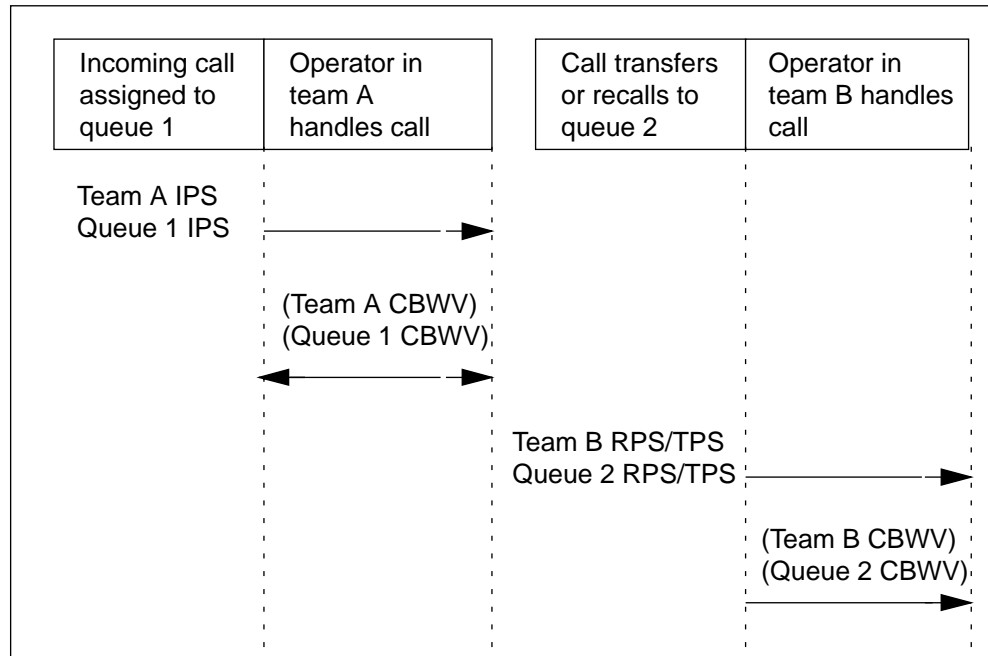 Incoming call
assigned to
queue 1
Operator in
team A
handles call
Call transfers
or recalls to
queue 2
Operator in
team B handles
call
Team A IPS
Queue 1 IPS
(Team A CBWV)
(Queue 1 CBWV)
Team B RPS/TPS
Queue 2 RPS/TPS
(Team B CBWV)
(Queue 2 CBWV)